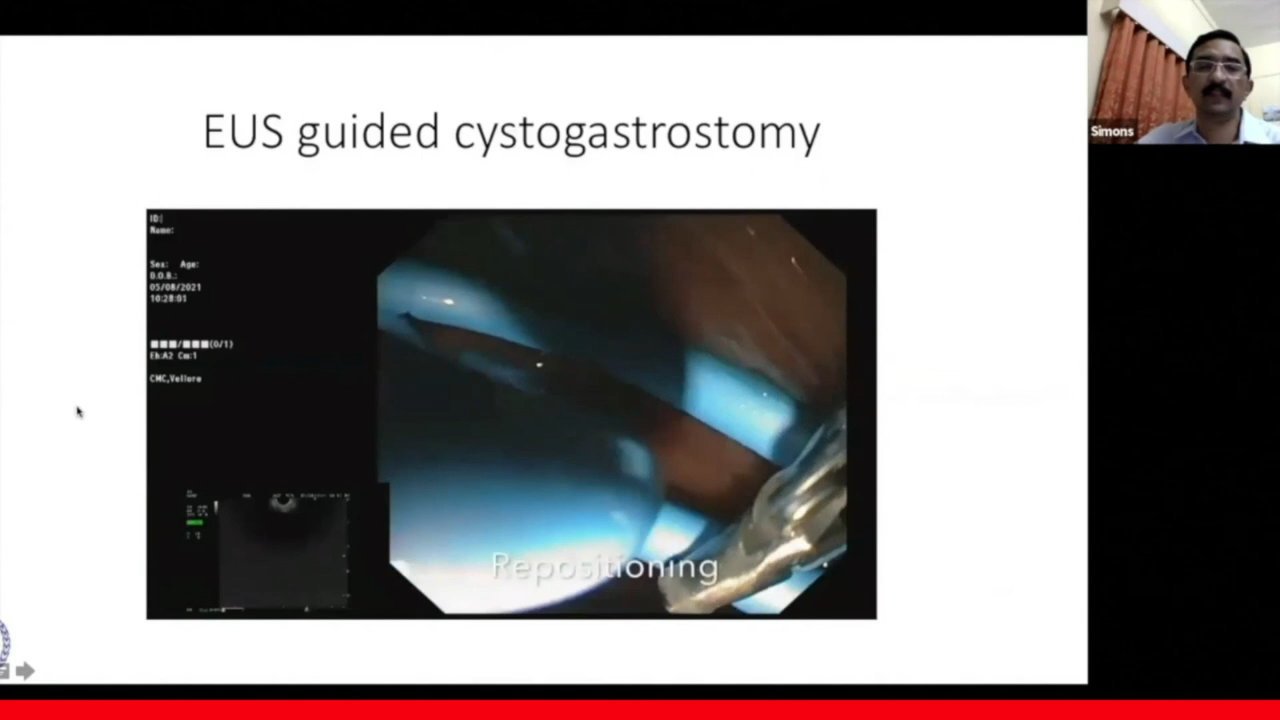 EUS guided cystogastrostomy
Simons
ID:
Name:
Sex: Age:
D.O.B.:
05/08/2021
10:28:01
(0/1)
Eh:A2 Cm:1
CMC,Vellore
Repositioning